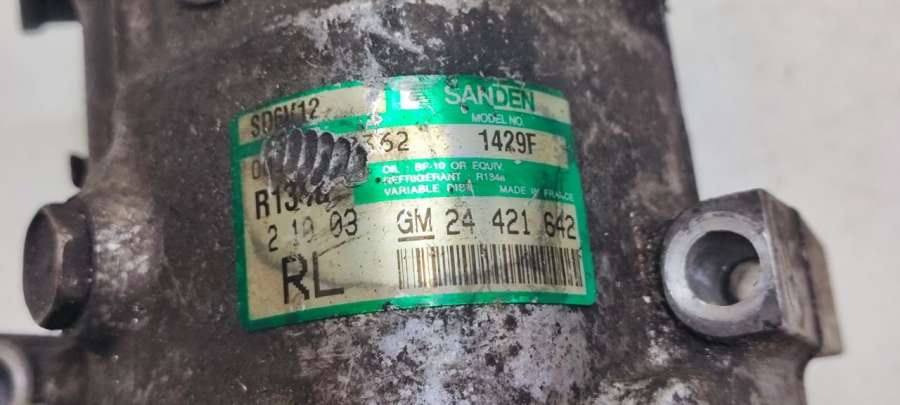 SANDEN
SD6V12
MODEL NO.
362 1429F
OIL : SP-10 OR EQUIV.
REFRIGERANT : R134a
VARIABLE DISP. MADE IN FRANCE
2 10 03 GM 24 421 642
RL